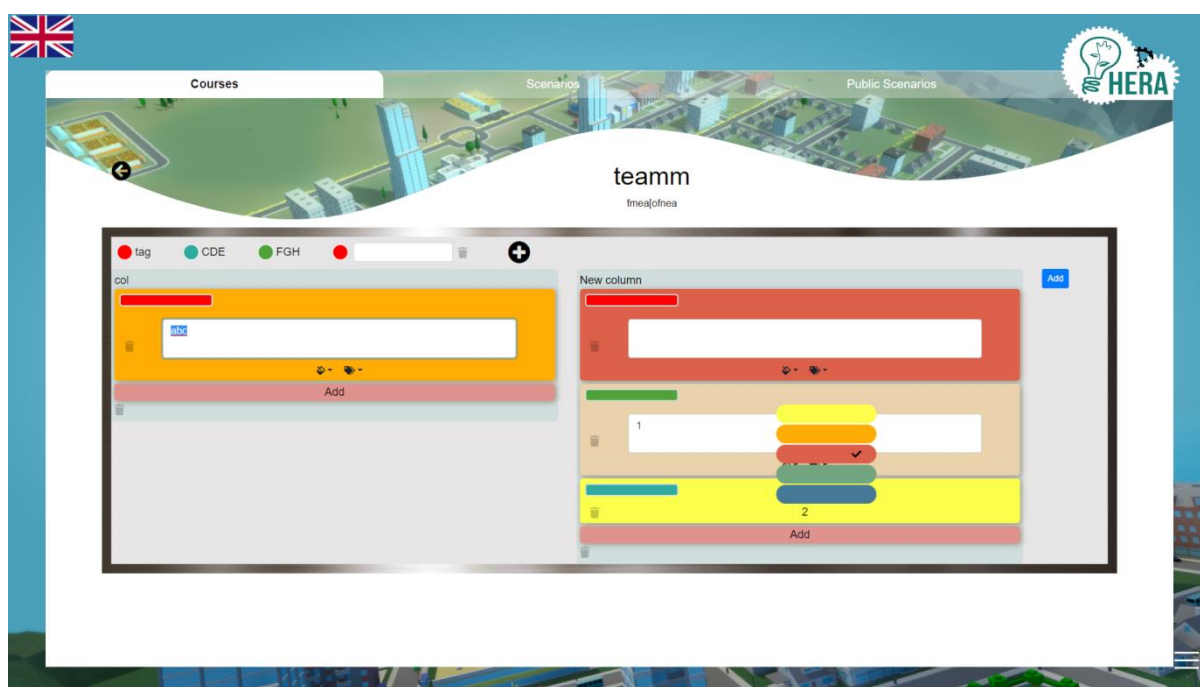 HERA
Courses
Scenarios
Public Scenarios
teamm
fmea[ofnea
tag
CDE
FGH
col
abc
Add
New column
1
2
Add
Add